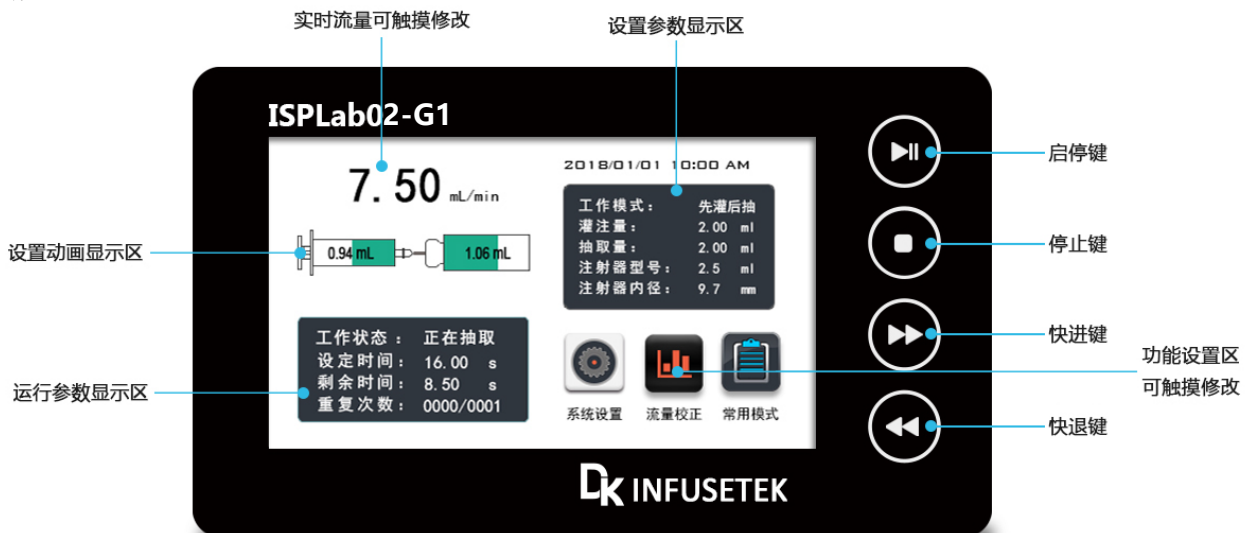 实时流量可触摸修改
设置参数显示区
ISPLab02-G1
7.50 mL/min
2018/01/01 10:00 AM
工作模式： 先灌后抽
灌注量： 2.00 ml
抽取量： 2.00 ml
注射器型号： 2.5 ml
注射器内径： 9.7 mm
设置动画显示区
0.94 mL
1.06 mL
工作状态： 正在抽取
设定时间： 16.00 s
剩余时间： 8.50 s
重复次数： 0000/0001
运行参数显示区
系统设置
流量校正
常用模式
启停键
停止键
快进键
快退键
功能设置区
可触摸修改
DK INFUSETEK